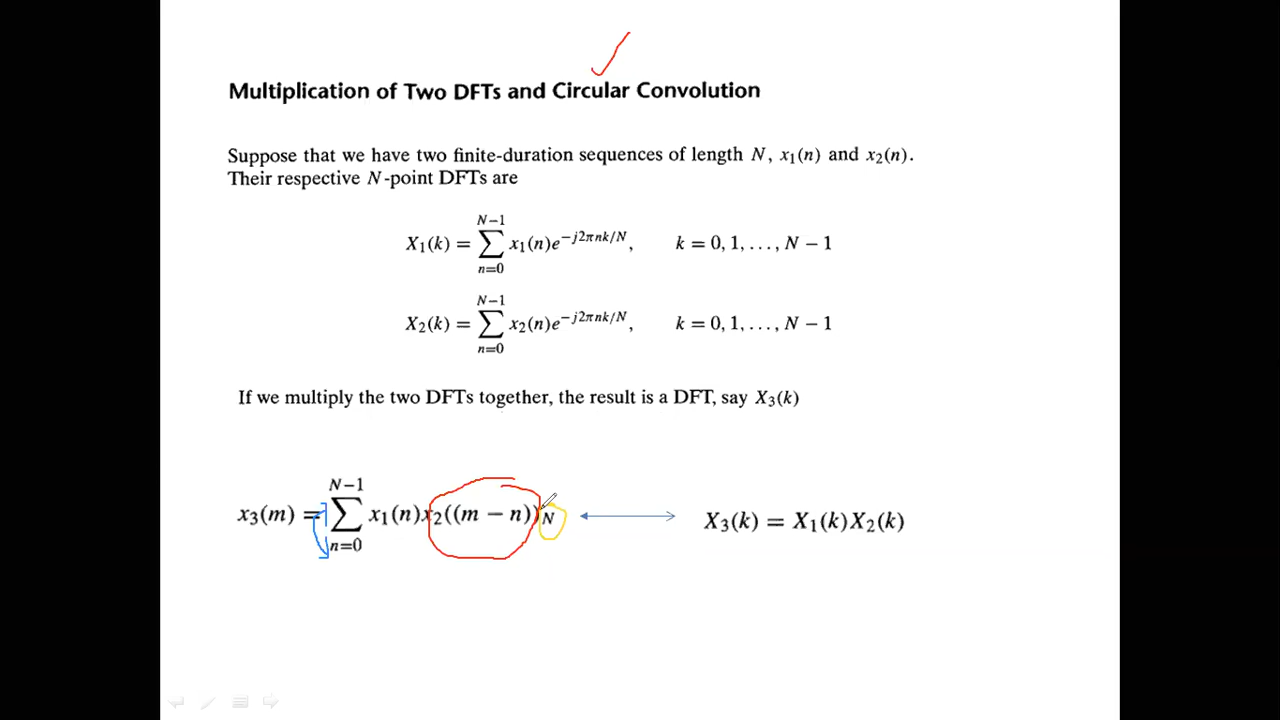 Multiplication of Two DFTs and Circular Convolution
Suppose that we have two finite-duration sequences of length N, x₁(n) and x₂(n).
Their respective N-point DFTs are
X₁(k) = ∑_{n=0}^{N−1} x₁(n)e^{−j2πnk/N}, k = 0, 1, . . . , N − 1
X₂(k) = ∑_{n=0}^{N−1} x₂(n)e^{−j2πnk/N}, k = 0, 1, . . . , N − 1
If we multiply the two DFTs together, the result is a DFT, say X₃(k)
x₃(m) = ∑_{n=0}^{N−1} x₁(n)x₂((m − n))_N ⟷ X₃(k) = X₁(k)X₂(k)